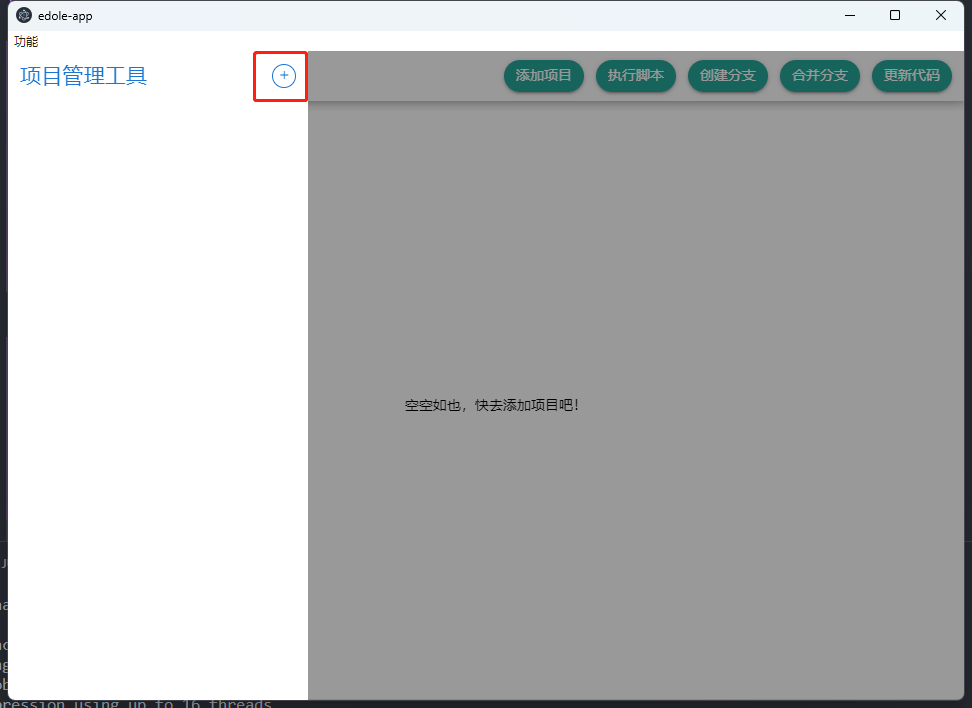 edole-app
功能
项目管理工具
添加项目 执行脚本 创建分支 合并分支 更新代码
空空如也，快去添加项目吧！
pression using up to 16 threads